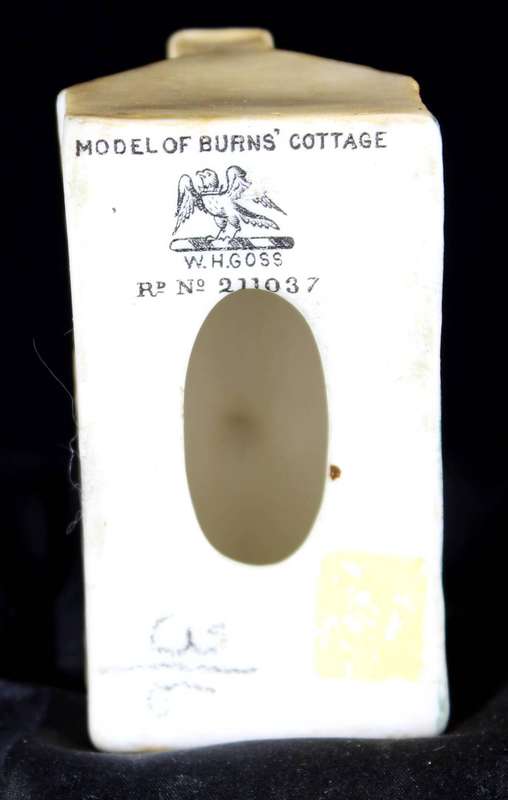 MODEL OF BURNS' COTTAGE
W.H.GOSS
Rᴰ Nº 211037